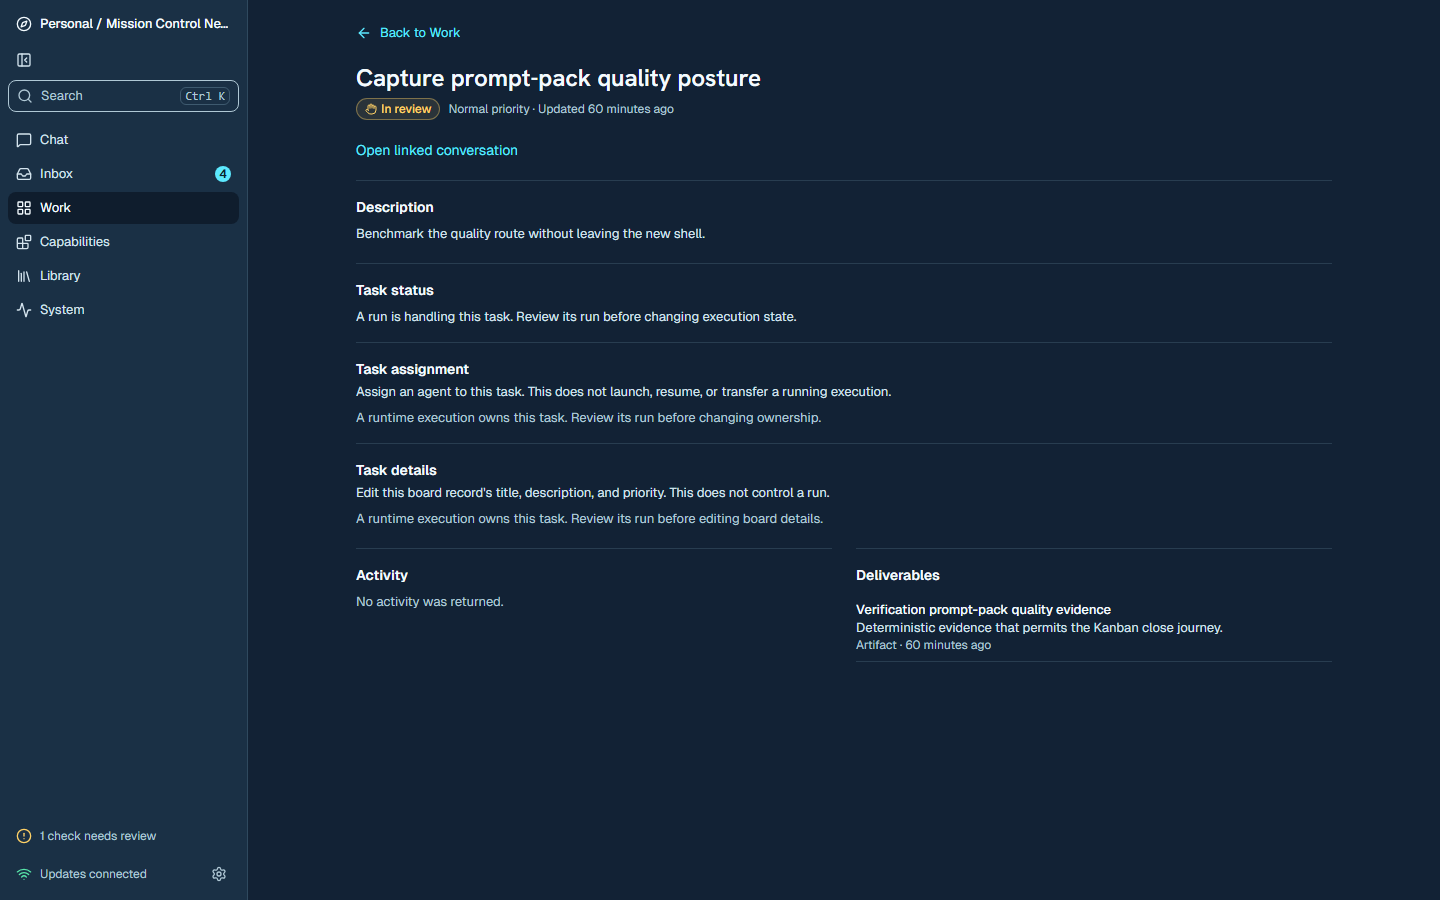 Personal / Mission Control Ne...
Search
Ctrl K
Chat
Inbox
4
Work
Capabilities
Library
System
1 check needs review
Updates connected
Back to Work
Capture prompt-pack quality posture
In review
Normal priority · Updated 60 minutes ago
Open linked conversation
Description
Benchmark the quality route without leaving the new shell.
Task status
A run is handling this task. Review its run before changing execution state.
Task assignment
Assign an agent to this task. This does not launch, resume, or transfer a running execution.
A runtime execution owns this task. Review its run before changing ownership.
Task details
Edit this board record's title, description, and priority. This does not control a run.
A runtime execution owns this task. Review its run before editing board details.
Activity
No activity was returned.
Deliverables
Verification prompt-pack quality evidence
Deterministic evidence that permits the Kanban close journey.
Artifact · 60 minutes ago